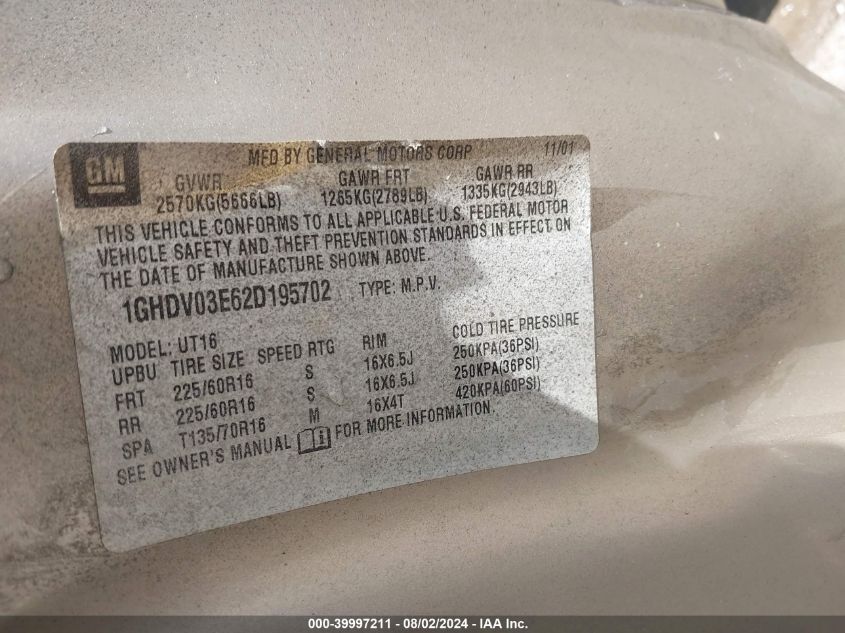 GM
MFD BY GENERAL MOTORS CORP 11/01
GVWR GAWR FRT GAWR RR
2570KG(5666LB) 1265KG(2789LB) 1335KG(2943LB)
THIS VEHICLE CONFORMS TO ALL APPLICABLE U.S. FEDERAL MOTOR
VEHICLE SAFETY AND THEFT PREVENTION STANDARDS IN EFFECT ON
THE DATE OF MANUFACTURE SHOWN ABOVE.
1GHDV03E62D195702 TYPE: M.P.V.
MODEL: UT16
UPBU TIRE SIZE SPEED RTG RIM COLD TIRE PRESSURE
FRT 225/60R16 S 16X6.5J 250KPA(36PSI)
RR 225/60R16 S 16X6.5J 250KPA(36PSI)
SPA T135/70R16 M 16X4T 420KPA(60PSI)
SEE OWNER'S MANUAL FOR MORE INFORMATION.
000-39997211 - 08/02/2024 - IAA Inc.